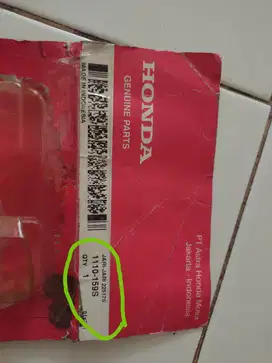 HONDA
GENUINE PARTS
PT Astra Honda Motor
Jakarta - Indonesia
MADE IN INDONESIA
1110-159S
QTY 1